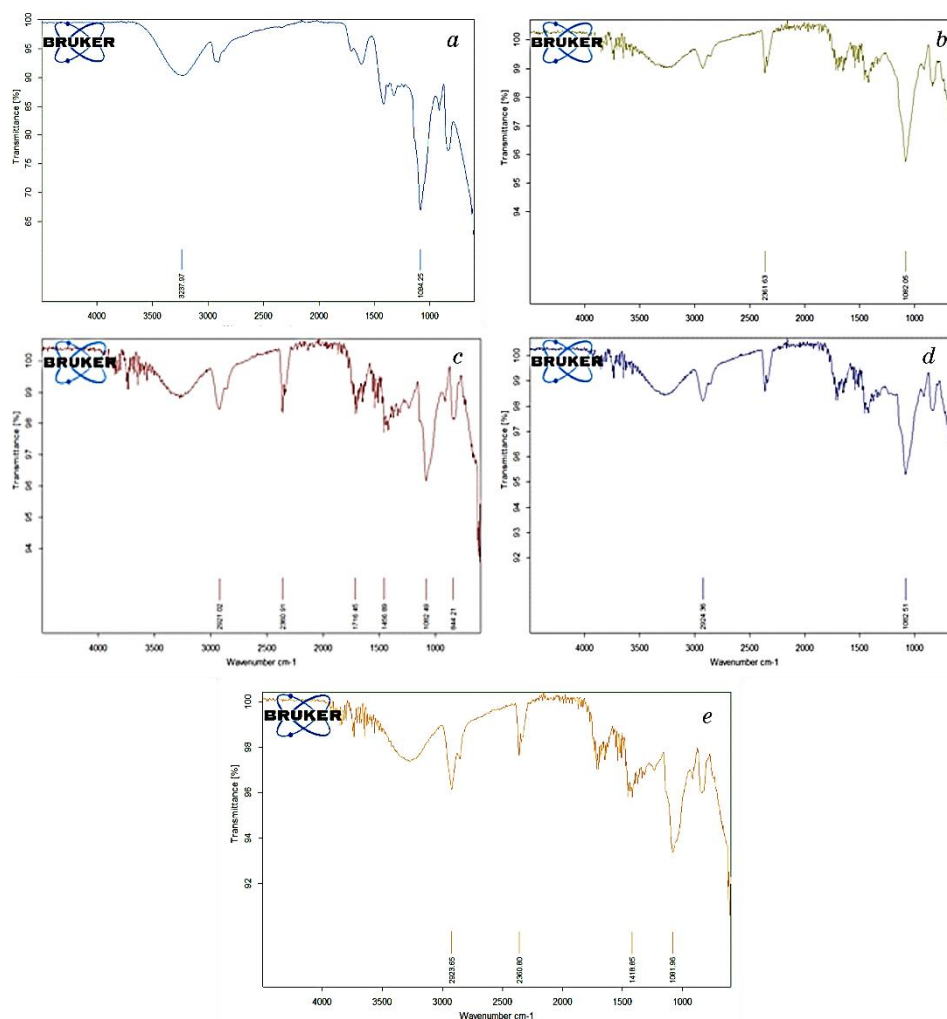 BRUKER
a
Transmittance [%]
100
95
90
85
80
75
70
65
3237.97
1084.25
4000 3500 3000 2500 2000 1500 1000
BRUKER
b
Transmittance [%]
100
99
98
97
96
95
94
2361.63
1082.05
4000 3500 3000 2500 2000 1500 1000
BRUKER
c
Transmittance [%]
100
99
98
97
96
95
94
2921.02
2360.91
1716.45
1456.89
1082.49
844.21
4000 3500 3000 2500 2000 1500 1000
Wavenumber cm-1
BRUKER
d
Transmittance [%]
100
99
98
97
96
95
94
93
92
2924.36
1082.51
4000 3500 3000 2500 2000 1500 1000
Wavenumber cm-1
BRUKER
e
Transmittance [%]
100
98
96
94
92
2923.65
2360.80
1418.65
1081.96
4000 3500 3000 2500 2000 1500 1000
Wavenumber cm-1